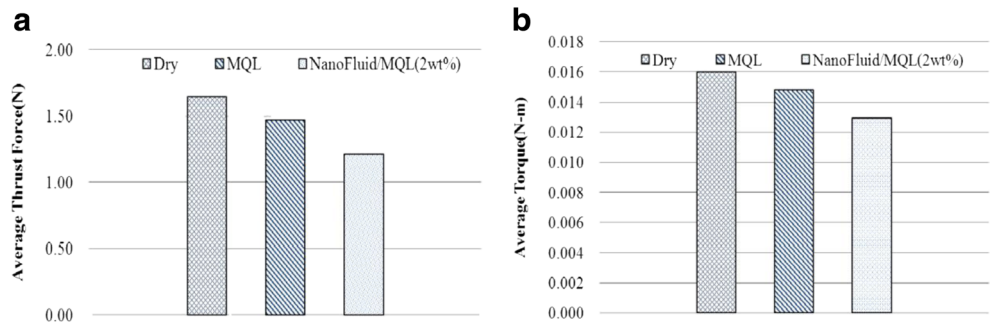 a
2.00
1.50
1.00
0.50
0.00
Average Thrust Force(N)
Dry MQL NanoFluid/MQL(2wt%)
b
0.018
0.016
0.014
0.012
0.010
0.008
0.006
0.004
0.002
0.000
Average Torque(N-m)
Dry MQL NanoFluid/MQL(2wt%)